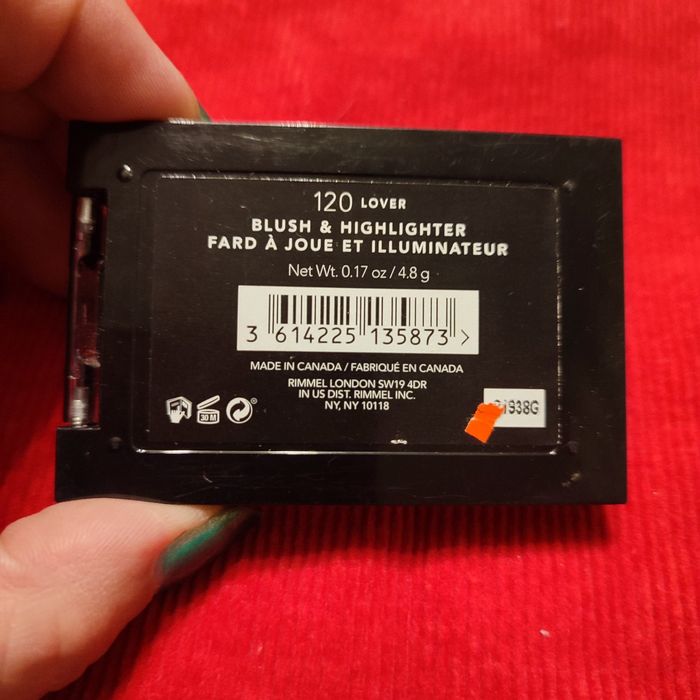 120 LOVER
BLUSH & HIGHLIGHTER
FARD À JOUE ET ILLUMINATEUR
Net Wt. 0.17 oz / 4.8 g
3 614225 135873 >
MADE IN CANADA / FABRIQUÉ EN CANADA
RIMMEL LONDON SW19 4DR
IN US DIST. RIMMEL INC.
NY, NY 10118
30 M